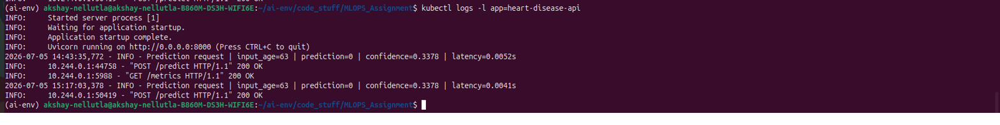 (ai-env) akshay-nellutla@akshay-nellutla-B860M-DS3H-WIFI6E:~/ai-env/code_stuff/MLOPS_Assignment$ kubectl logs -l app=heart-disease-api
INFO:     Started server process [1]
INFO:     Waiting for application startup.
INFO:     Application startup complete.
INFO:     Uvicorn running on http://0.0.0.0:8000 (Press CTRL+C to quit)
2026-07-05 14:43:35,772 - INFO - Prediction request | input_age=63 | prediction=0 | confidence=0.3378 | latency=0.0052s
INFO:     10.244.0.1:44758 - "POST /predict HTTP/1.1" 200 OK
INFO:     10.244.0.1:5988 - "GET /metrics HTTP/1.1" 200 OK
2026-07-05 15:17:03,378 - INFO - Prediction request | input_age=63 | prediction=0 | confidence=0.3378 | latency=0.0041s
INFO:     10.244.0.1:50419 - "POST /predict HTTP/1.1" 200 OK
(ai-env) akshay-nellutla@akshay-nellutla-B860M-DS3H-WIFI6E:~/ai-env/code_stuff/MLOPS_Assignment$